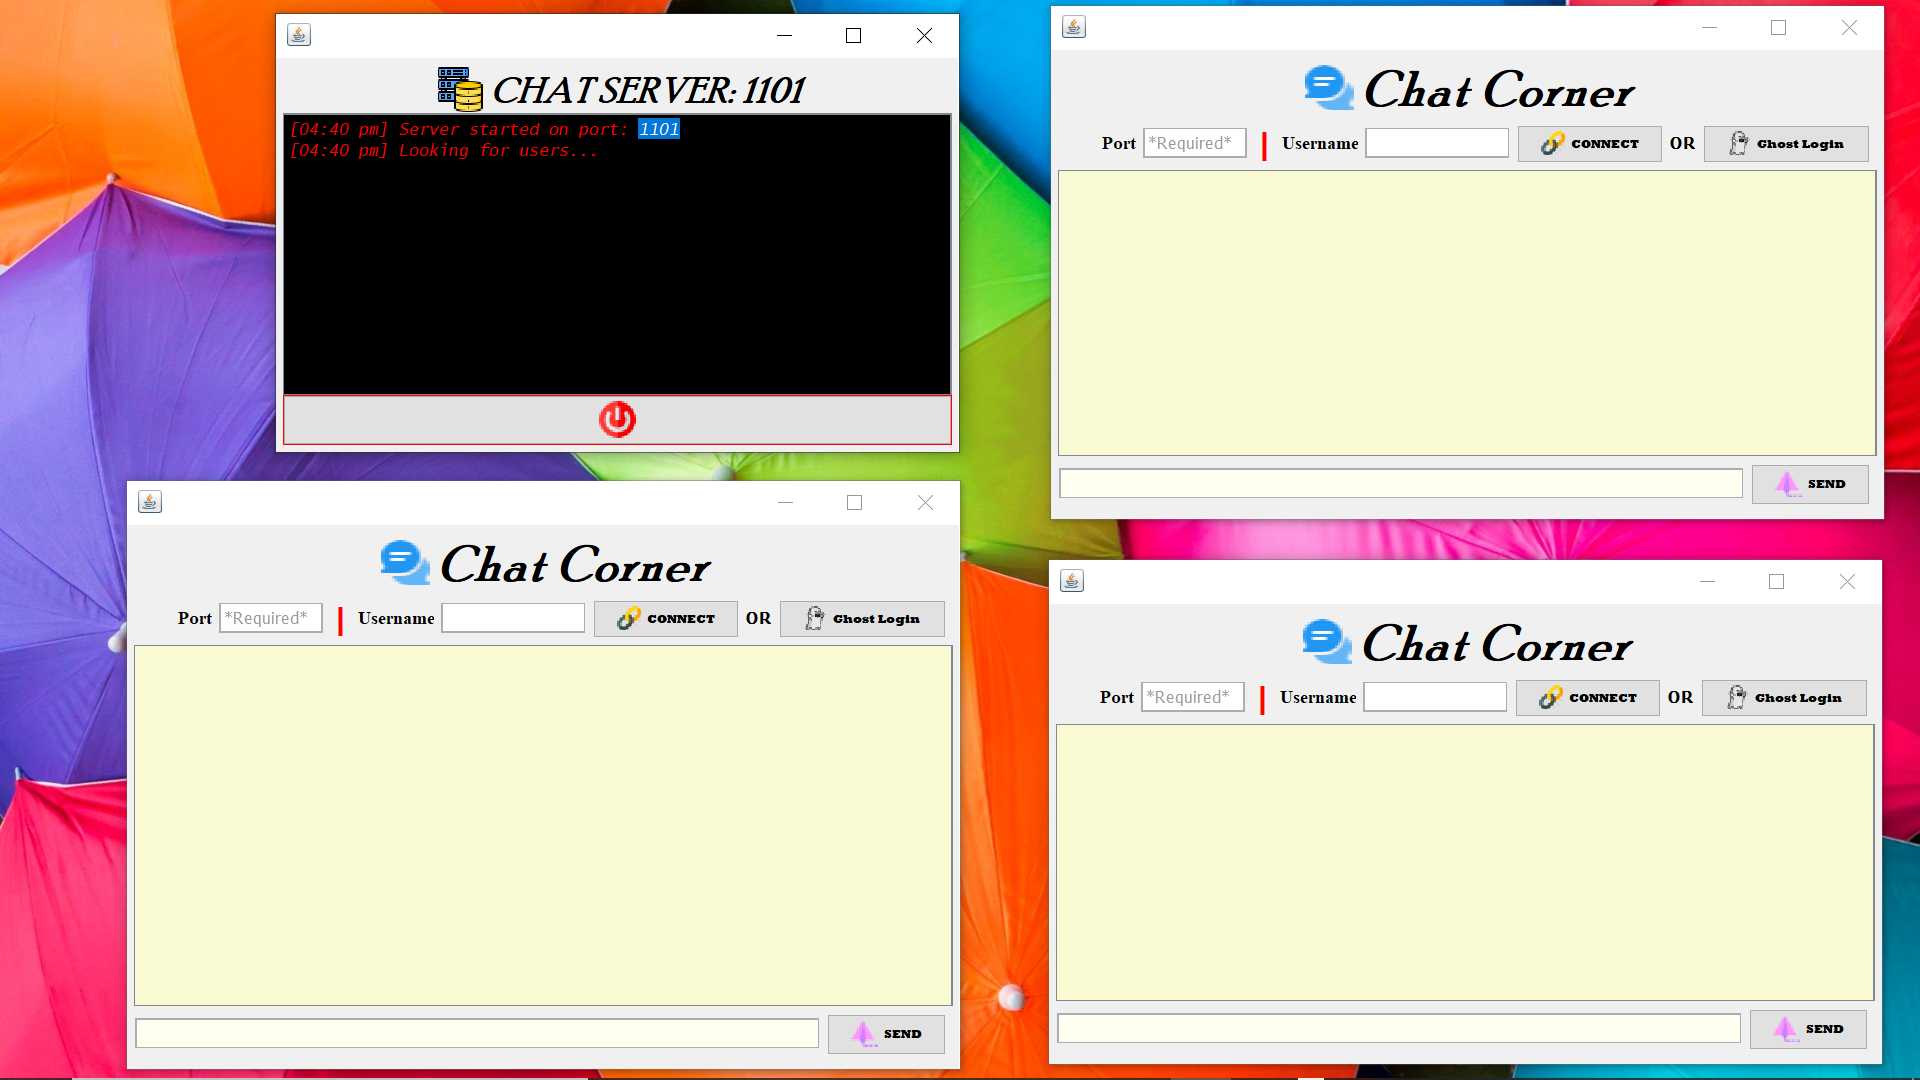 CHAT SERVER: 1101
[04:40 pm] Server started on port: 1101
[04:40 pm] Looking for users...
Chat Corner
Port *Required* | Username CONNECT OR Ghost Login
SEND
Chat Corner
Port *Required* | Username CONNECT OR Ghost Login
SEND
Chat Corner
Port *Required* | Username CONNECT OR Ghost Login
SEND